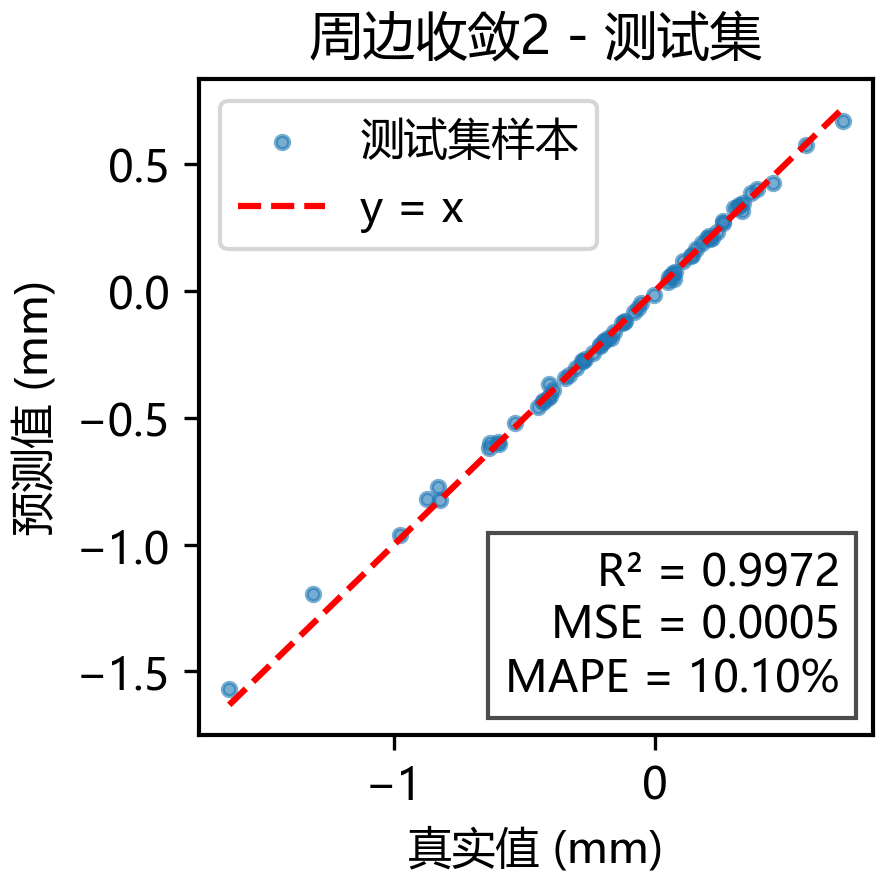 周边收敛2 - 测试集
测试集样本
y = x
预测值 (mm)
0.5
0.0
−0.5
−1.0
−1.5
R² = 0.9972
MSE = 0.0005
MAPE = 10.10%
−1
0
真实值 (mm)